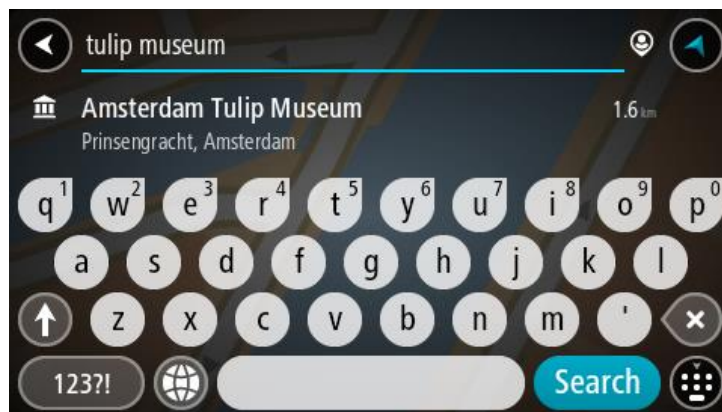 tulip museum
Amsterdam Tulip Museum 1.6 km
Prinsengracht, Amsterdam
q1 w2 e3 r4 t5 y6 u7 i8 o9 p0
a s d f g h j k l
z x c v b n m '
123?! Search